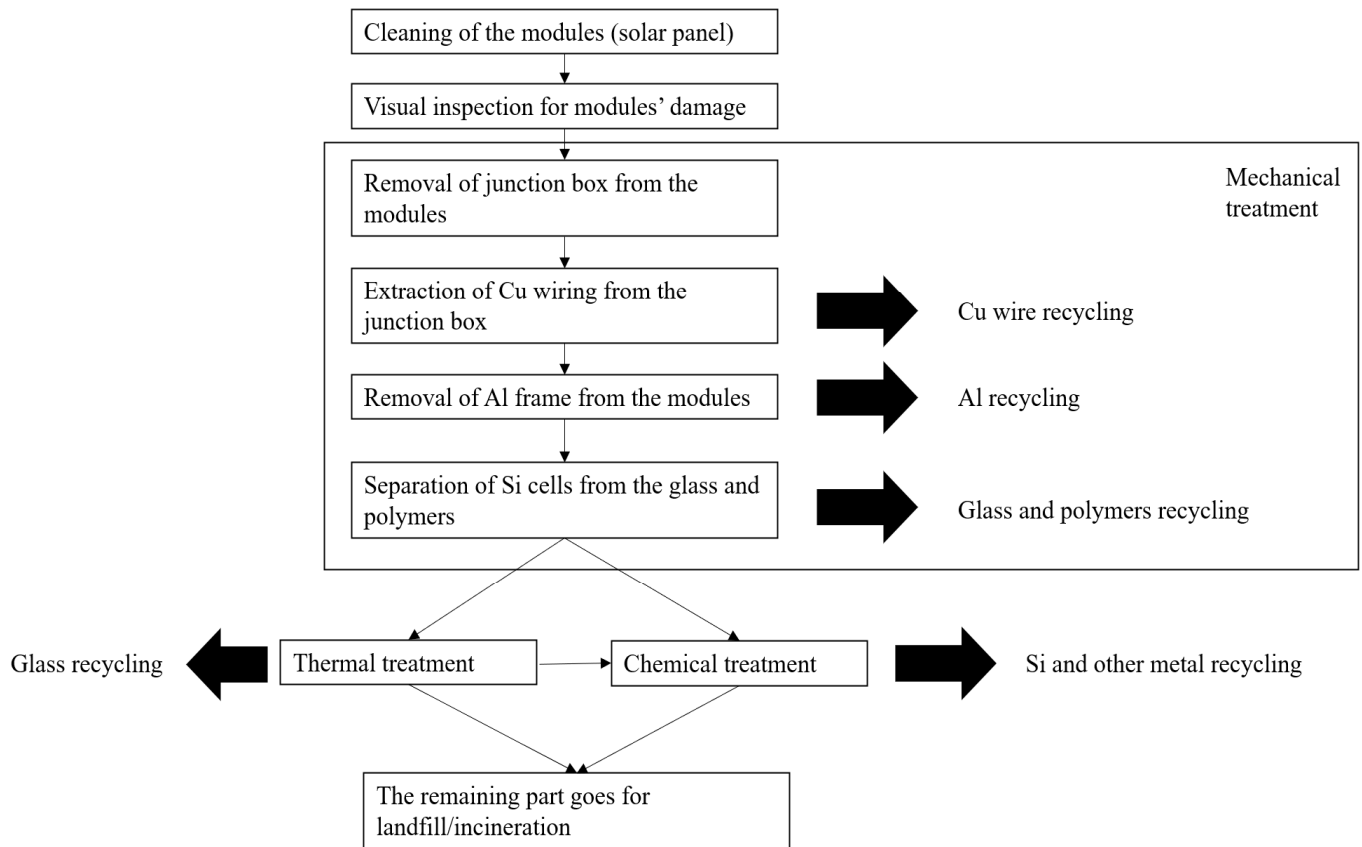 Cleaning of the modules (solar panel)
Visual inspection for modules’ damage
Mechanical
treatment
Removal of junction box from the
modules
Extraction of Cu wiring from the
junction box
Cu wire recycling
Removal of Al frame from the modules
Al recycling
Separation of Si cells from the glass and
polymers
Glass and polymers recycling
Glass recycling
Thermal treatment
Chemical treatment
Si and other metal recycling
The remaining part goes for
landfill/incineration